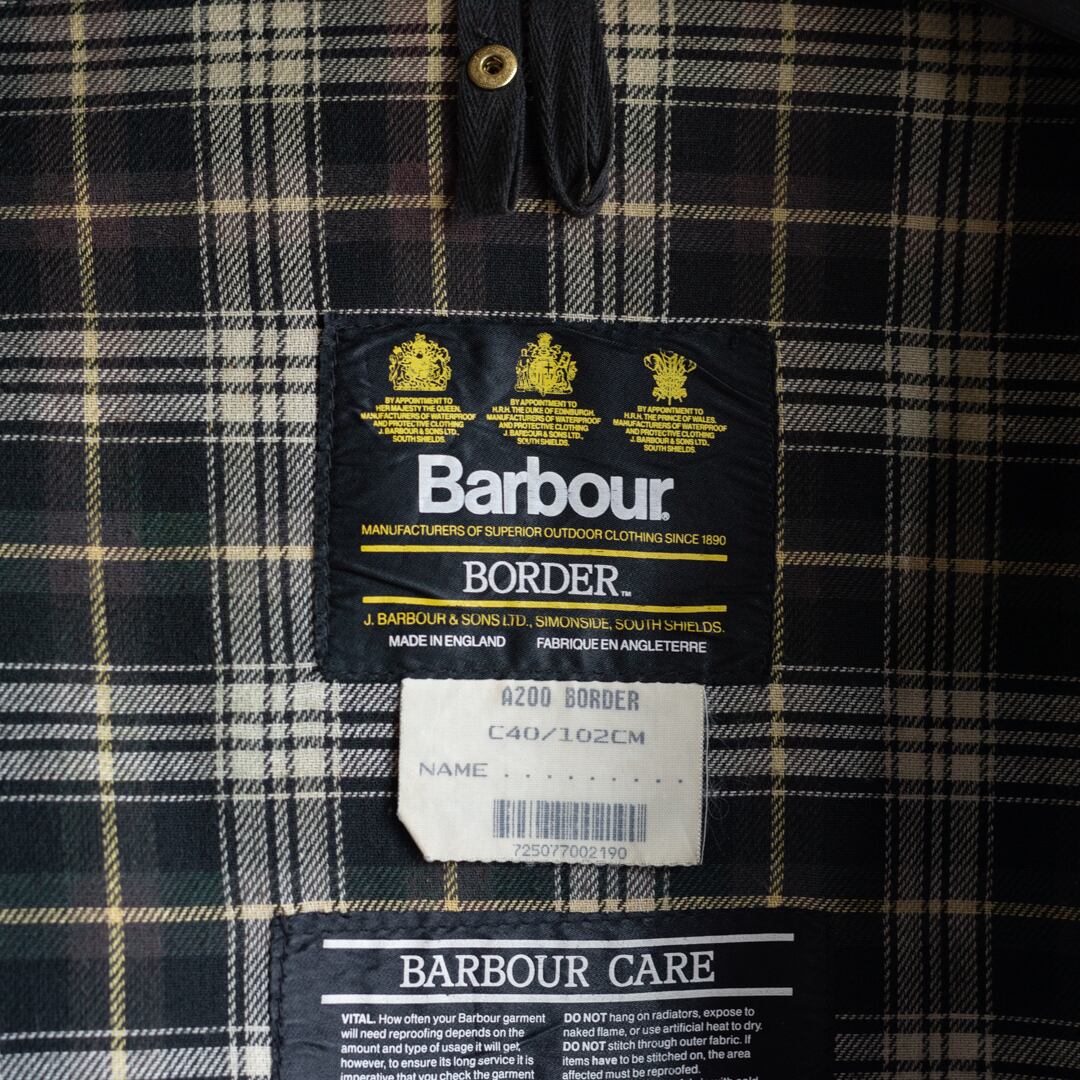 BY APPOINTMENT TO
HER MAJESTY THE QUEEN.
MANUFACTURERS OF WATERPROOF
AND PROTECTIVE CLOTHING
J. BARBOUR & SONS LTD.,
SOUTH SHIELDS.
BY APPOINTMENT TO
H.R.H. THE DUKE OF EDINBURGH.
MANUFACTURERS OF WATERPROOF
AND PROTECTIVE CLOTHING
J. BARBOUR & SONS LTD.,
SOUTH SHIELDS.
BY APPOINTMENT TO
H.R.H. THE PRINCE OF WALES.
MANUFACTURERS OF WATERPROOF
AND PROTECTIVE CLOTHING
J. BARBOUR & SONS LTD.,
SOUTH SHIELDS.
Barbour®
MANUFACTURERS OF SUPERIOR OUTDOOR CLOTHING SINCE 1890
BORDER™
J. BARBOUR & SONS LTD., SIMONSIDE, SOUTH SHIELDS.
MADE IN ENGLAND FABRIQUE EN ANGLETERRE
A200 BORDER
C40/102CM
NAME . . . . . . . . .
725077002190
BARBOUR CARE
VITAL. How often your Barbour garment
will need reproofing depends on the
amount and type of usage it will get,
however, to ensure its long service it is
imperative that you check the garment
DO NOT hang on radiators, expose to
naked flame, or use artificial heat to dry.
DO NOT stitch through outer fabric. If
items have to be stitched on, the area
affected must be reproofed.